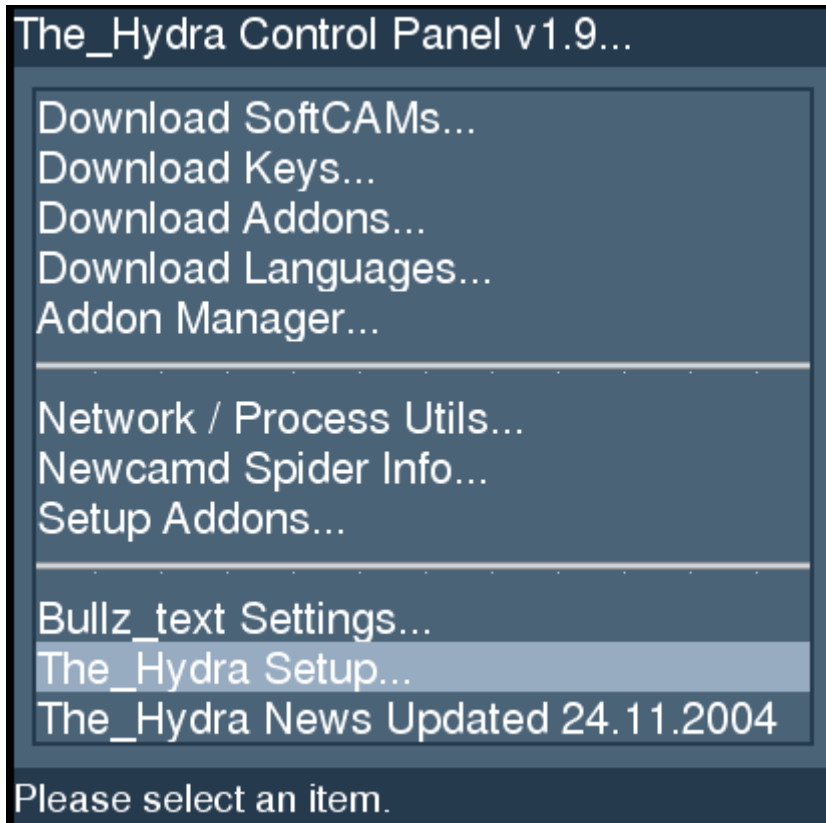 The_Hydra Control Panel v1.9...
Download SoftCAMs...
Download Keys...
Download Addons...
Download Languages...
Addon Manager...
Network / Process Utils...
Newcamd Spider Info...
Setup Addons...
Bullz_text Settings...
The_Hydra Setup...
The_Hydra News Updated 24.11.2004
Please select an item.